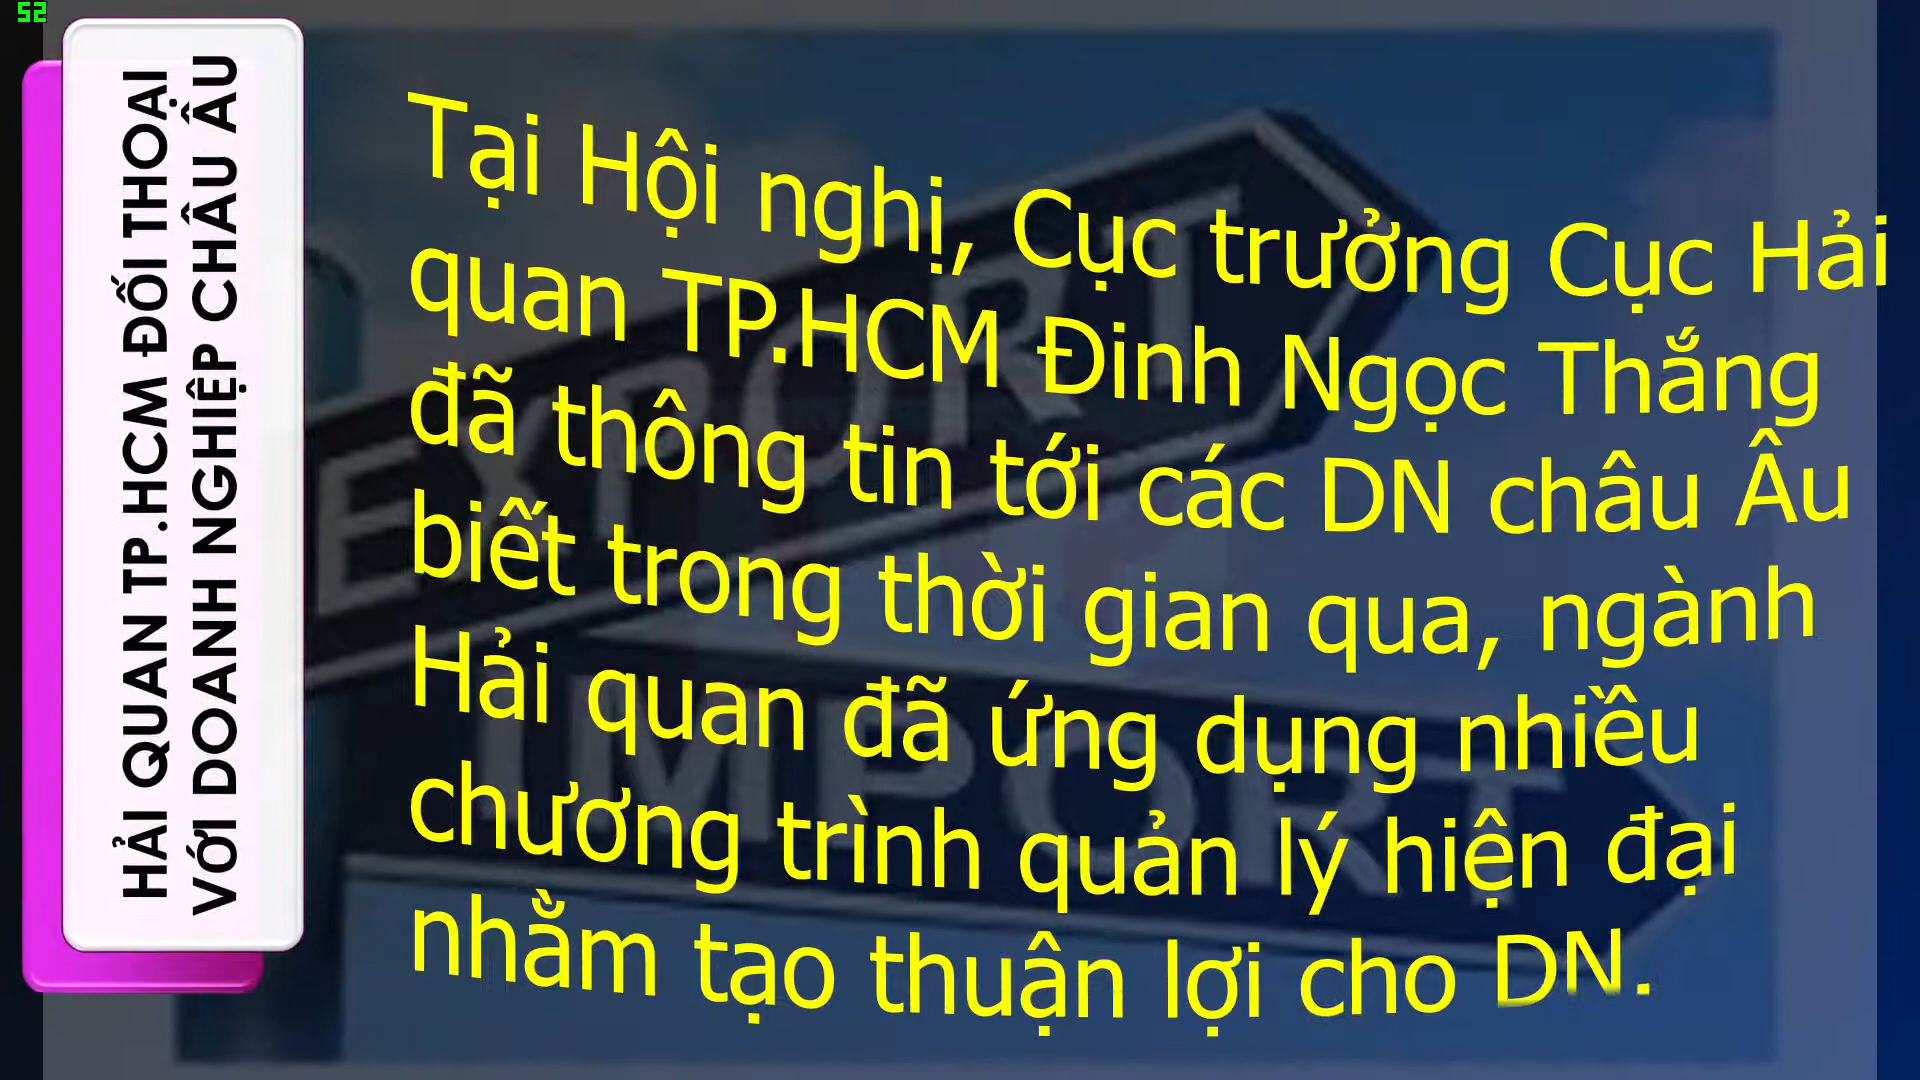 52
HẢI QUAN TP.HCM ĐỐI THOẠI
VỚI DOANH NGHIỆP CHÂU ÂU
Tại Hội nghị, Cục trưởng Cục Hải
quan TP.HCM Đinh Ngọc Thắng
đã thông tin tới các DN châu Âu
biết trong thời gian qua, ngành
Hải quan đã ứng dụng nhiều
chương trình quản lý hiện đại
nhằm tạo thuận lợi cho DN.
EXPORT
IMPORT